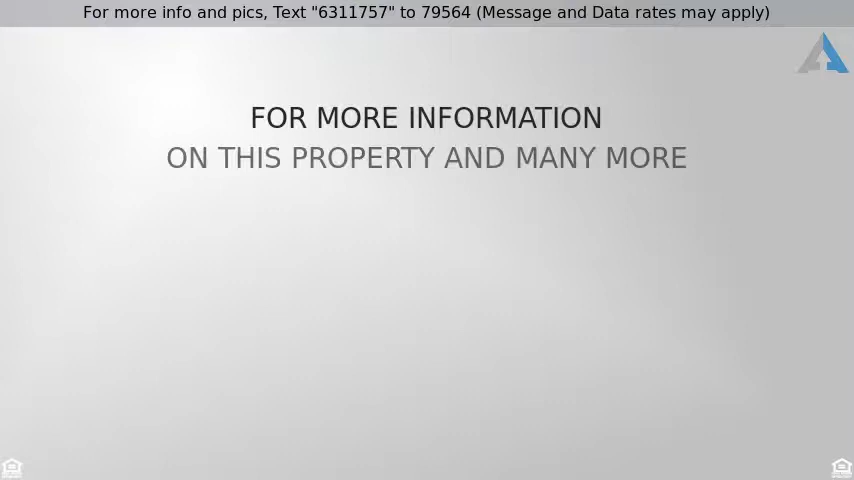 For more info and pics, Text "6311757" to 79564 (Message and Data rates may apply)
FOR MORE INFORMATION
ON THIS PROPERTY AND MANY MORE